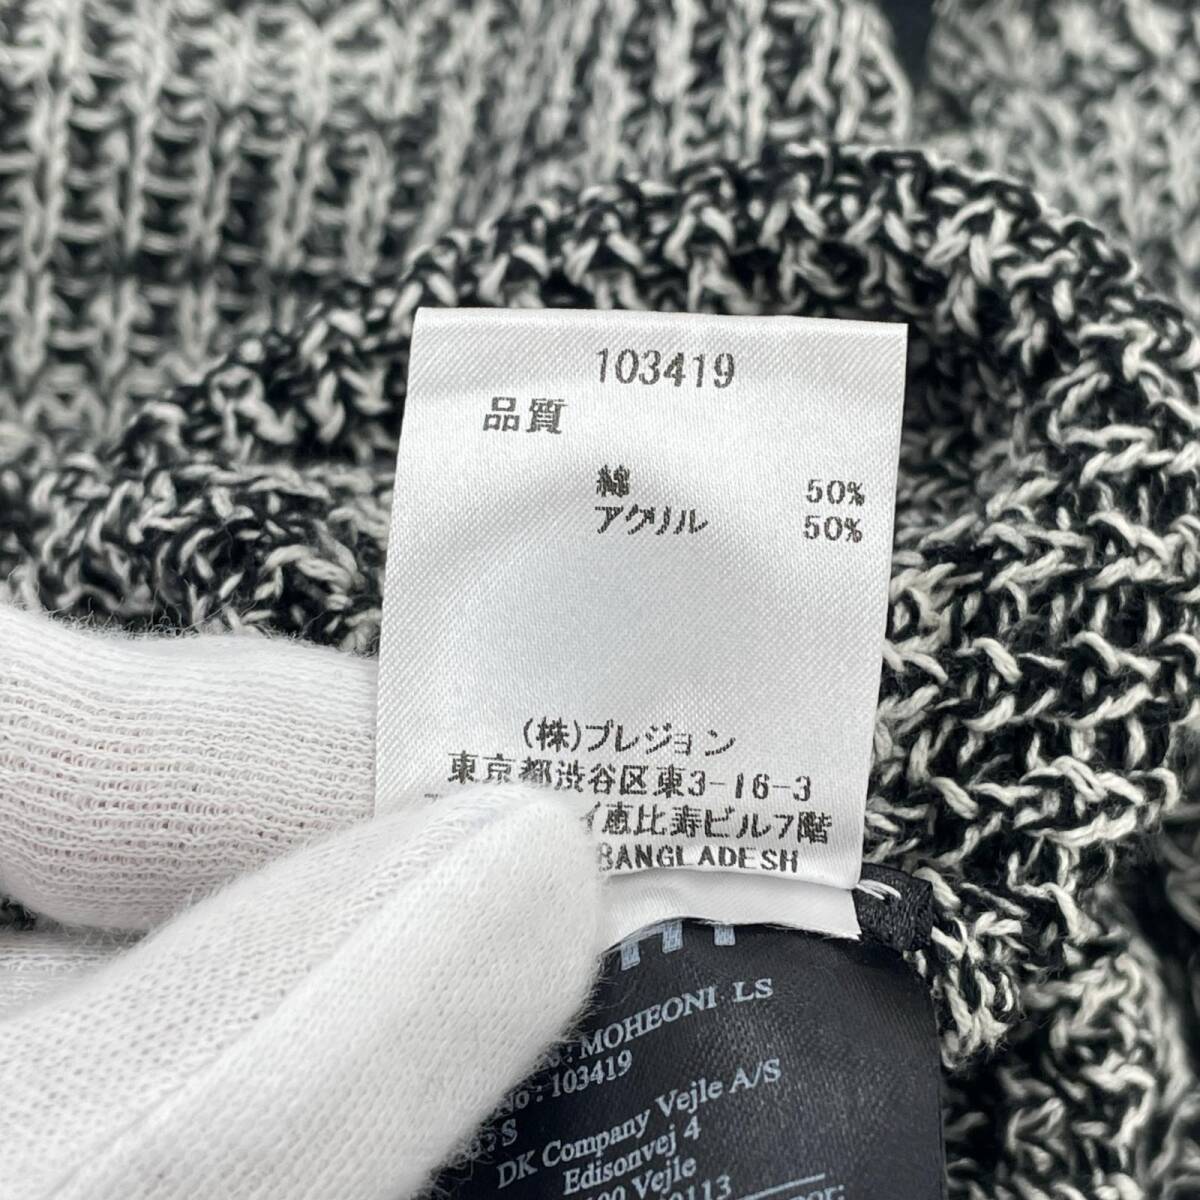 103419
品質
綿 50%
アクリル 50%
(株)プレジョン
東京都渋谷区東3-16-3
イ恵比寿ビル7階
BANGLADESH
: MOHEONI LS
No: 103419
: S
DK Company Vejle A/S
Edisonvej 4
Vejle
0113